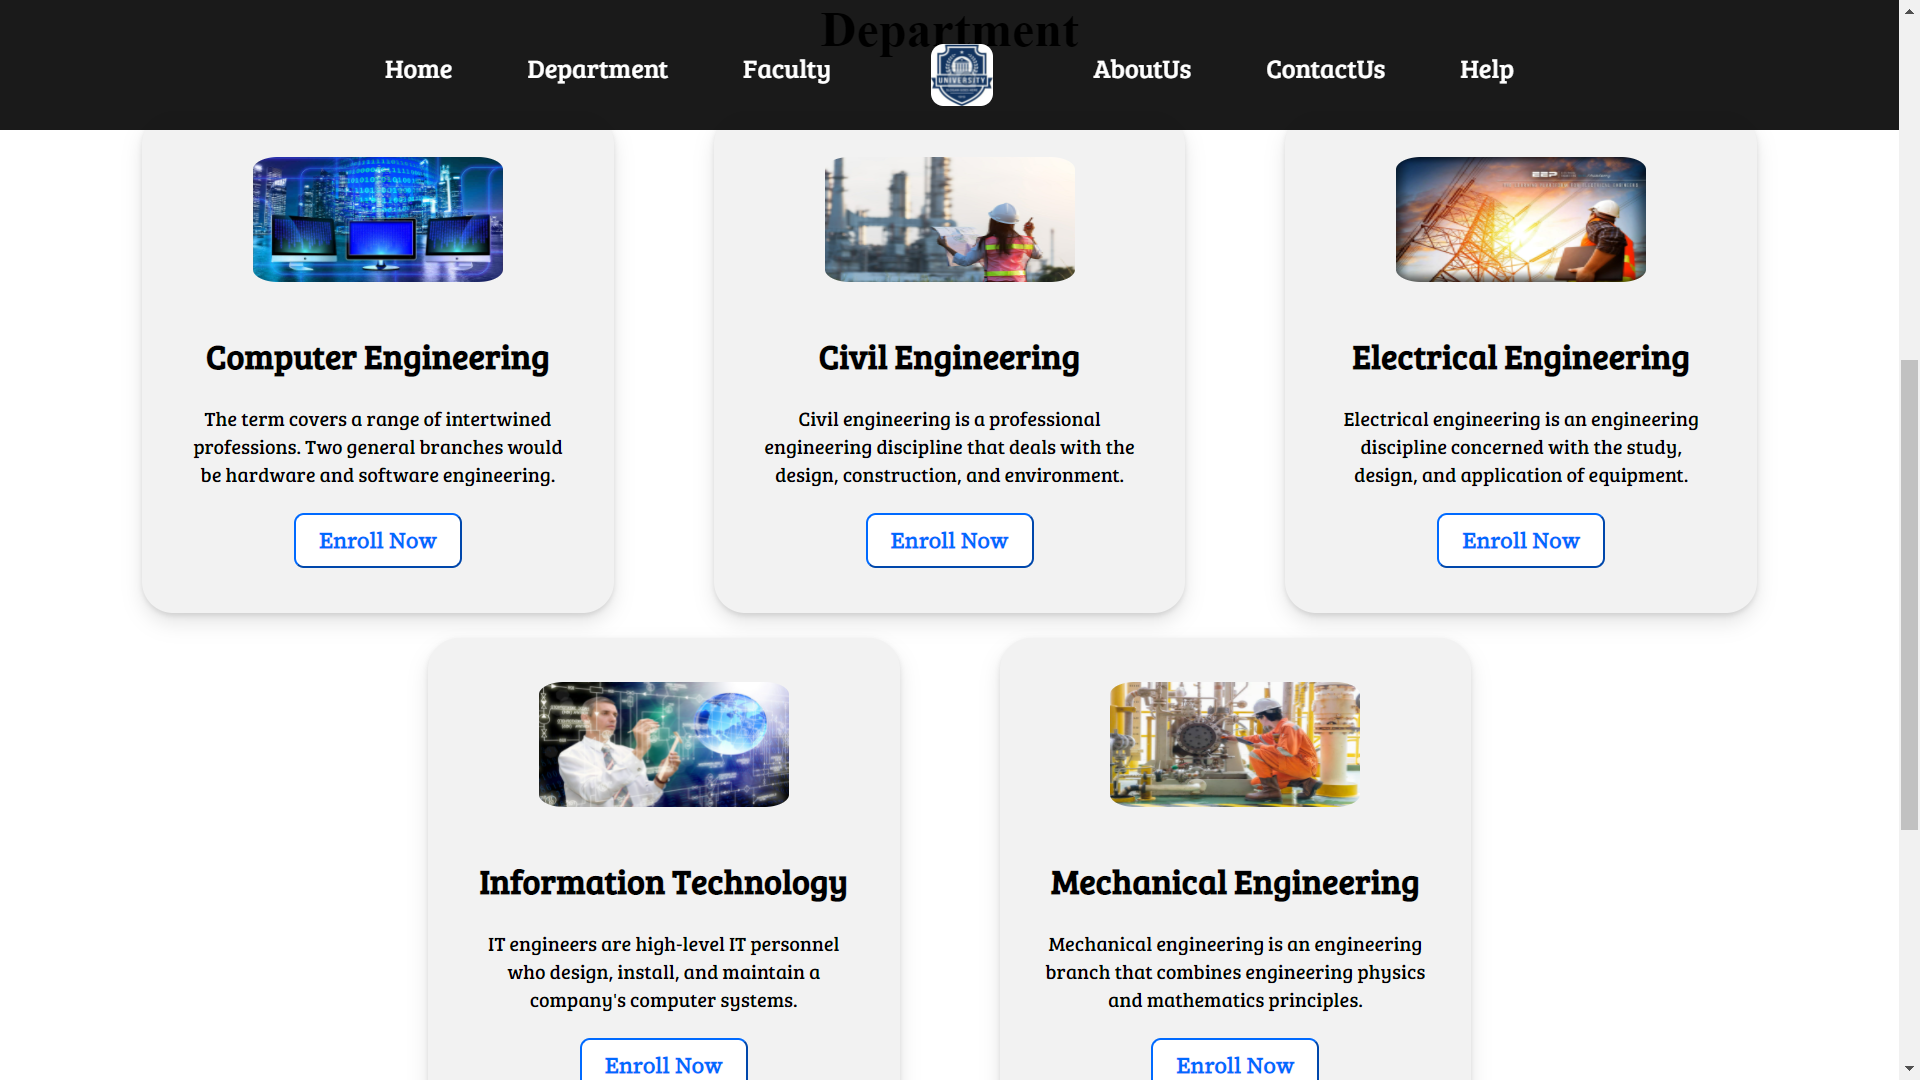 Department
Home Department Faculty UNIVERSITY AboutUs ContactUs Help
EEP
Computer Engineering
The term covers a range of intertwined
professions. Two general branches would
be hardware and software engineering.
Enroll Now
Civil Engineering
Civil engineering is a professional
engineering discipline that deals with the
design, construction, and environment.
Enroll Now
Electrical Engineering
Electrical engineering is an engineering
discipline concerned with the study,
design, and application of equipment.
Enroll Now
Information Technology
IT engineers are high-level IT personnel
who design, install, and maintain a
company's computer systems.
Enroll Now
Mechanical Engineering
Mechanical engineering is an engineering
branch that combines engineering physics
and mathematics principles.
Enroll Now